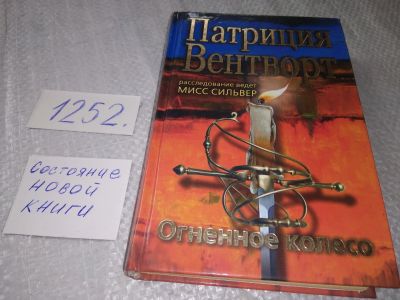 Патриция
Вентворт
расследование ведет
МИСС СИЛЬВЕР
Огненное колесо
1252.
Состояние
НОВОЙ
КНИГИ